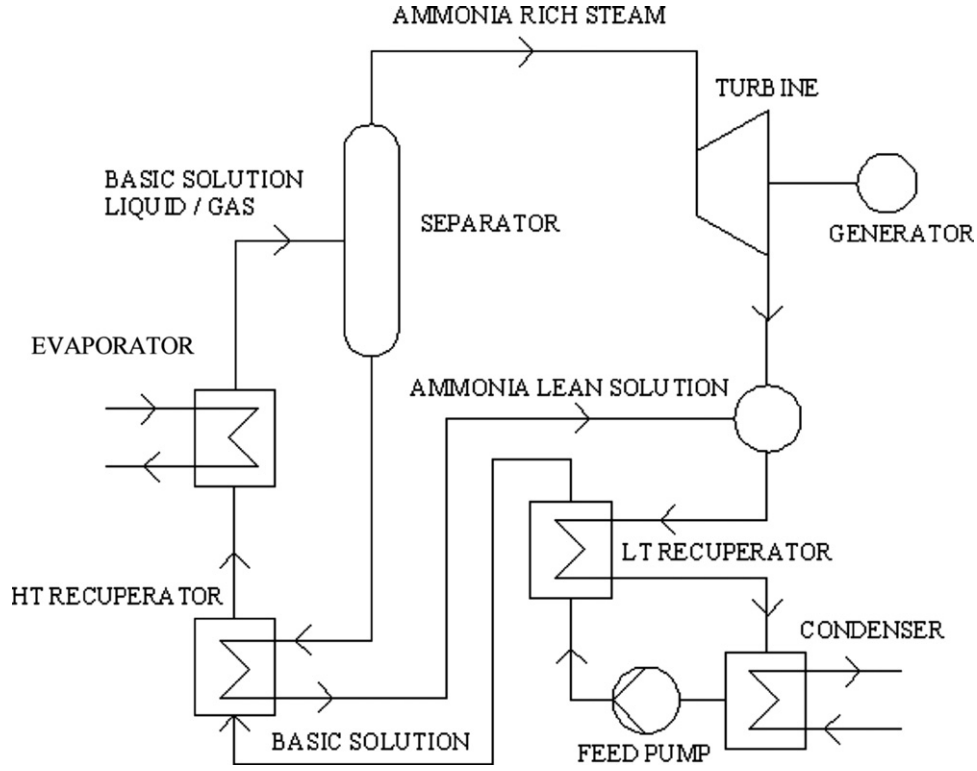 AMMONIA RICH STEAM
TURBINE
BASIC SOLUTION
LIQUID / GAS
SEPARATOR
GENERATOR
EVAPORATOR
AMMONIA LEAN SOLUTION
LT RECUPERATOR
HT RECUPERATOR
CONDENSER
BASIC SOLUTION
FEED PUMP